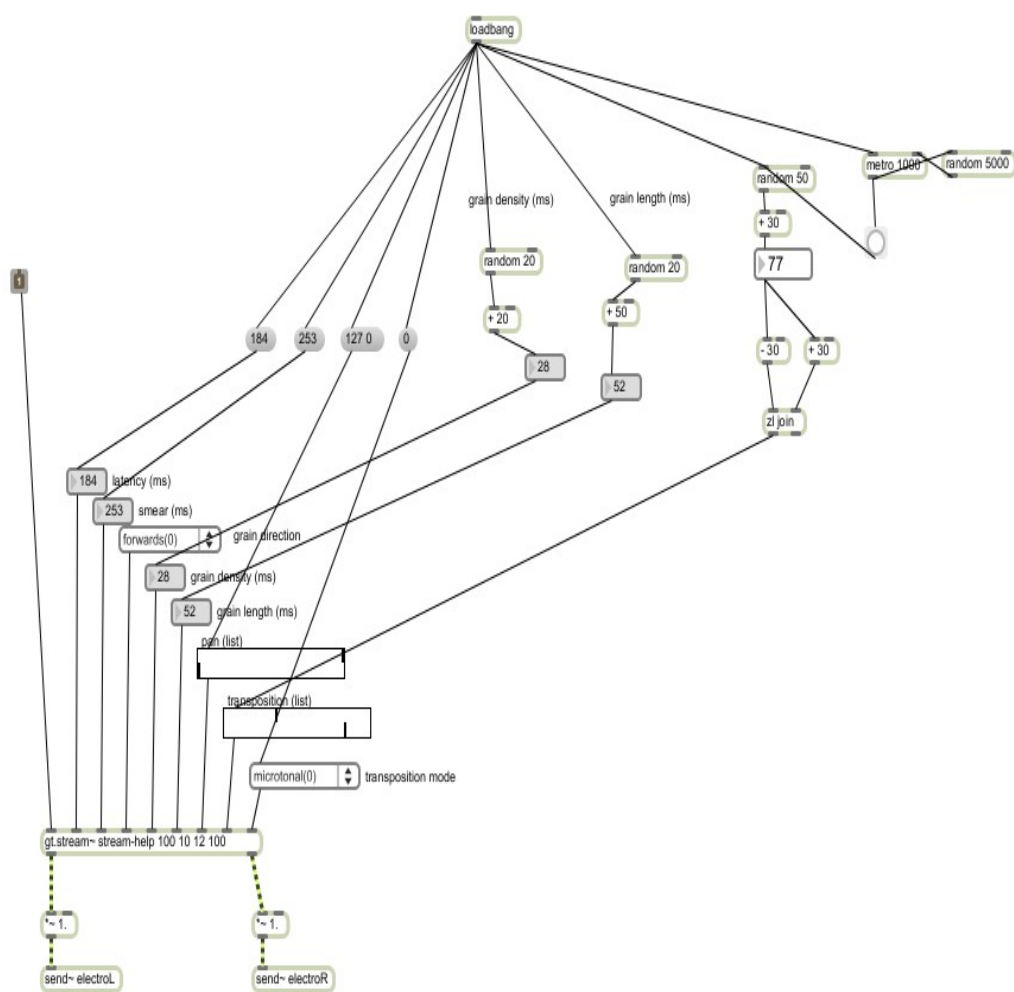 loadbang
metro 1000
random 5000
random 50
grain density (ms)
grain length (ms)
+ 30
random 20
random 20
77
1
+ 20
+ 50
184
253
127 0
0
- 30
+ 30
28
52
zl join
184
latency (ms)
253
smear (ms)
forwards(0)
grain direction
28
grain density (ms)
52
grain length (ms)
pan (list)
transposition (list)
microtonal(0)
transposition mode
gt.stream~ stream-help 100 10 12 100
*~ 1.
*~ 1.
send~ electroL
send~ electroR